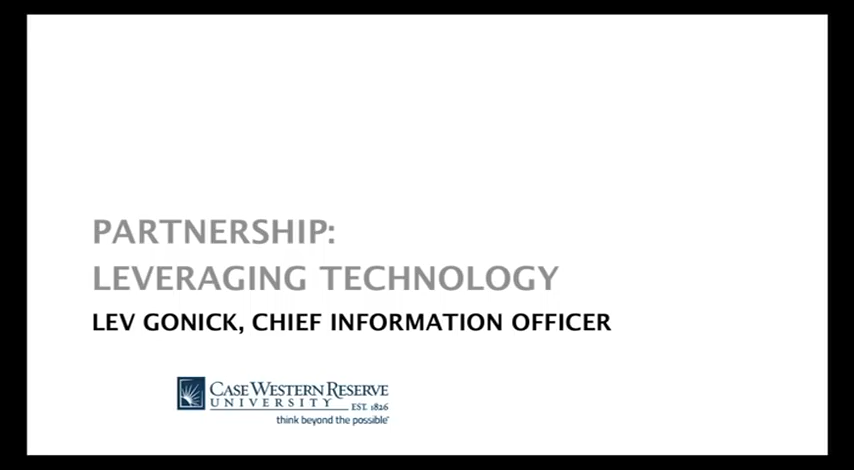 PARTNERSHIP:
LEVERAGING TECHNOLOGY
LEV GONICK, CHIEF INFORMATION OFFICER
CASE WESTERN RESERVE
UNIVERSITY EST. 1826
think beyond the possible®